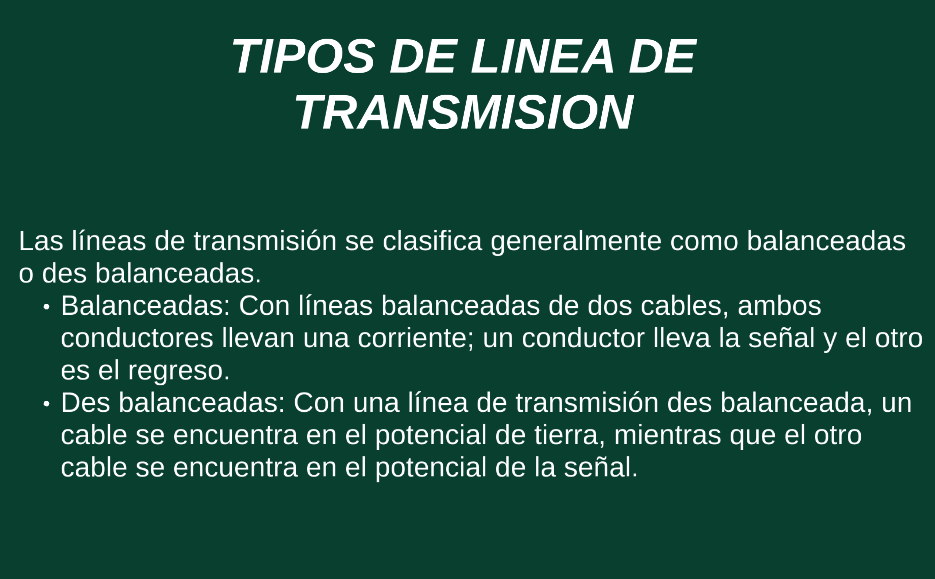 TIPOS DE LINEA DE
TRANSMISION
Las líneas de transmisión se clasifica generalmente como balanceadas
o des balanceadas.
• Balanceadas: Con líneas balanceadas de dos cables, ambos
conductores llevan una corriente; un conductor lleva la señal y el otro
es el regreso.
• Des balanceadas: Con una línea de transmisión des balanceada, un
cable se encuentra en el potencial de tierra, mientras que el otro
cable se encuentra en el potencial de la señal.